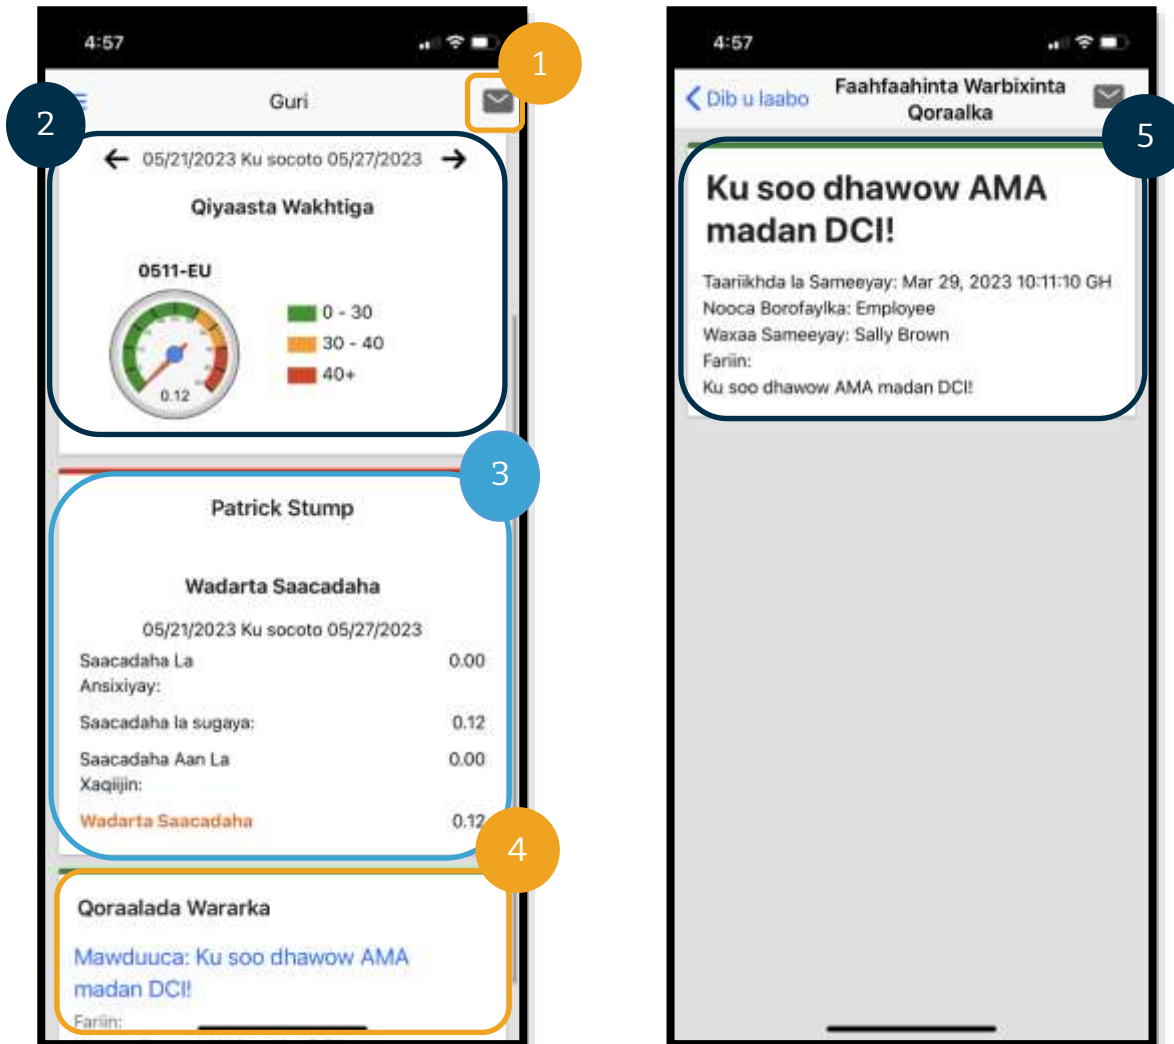 4:57
1
Guri
2
05/21/2023 Ku socoto 05/27/2023
Qiyaasta Wakhtiga
0511-EU
0 - 30
30 - 40
40+
0.12
3
Patrick Stump
Wadarta Saacadaha
05/21/2023 Ku socoto 05/27/2023
Saacadaha La 0.00
Ansixiyay:
Saacadaha la sugaya: 0.12
Saacadaha Aan La 0.00
Xaqiijin:
Wadarta Saacadaha 0.12
4
Qoraalada Wararka
Mawduuca: Ku soo dhawow AMA
madan DCI!
Fariin:
4:57
Dib u laabo
Faahfaahinta Warbixinta
Qoraalka
5
Ku soo dhawow AMA
madan DCI!
Taariikhda la Sameeyay: Mar 29, 2023 10:11:10 GH
Nooca Borofaylka: Employee
Waxaa Sameeyay: Sally Brown
Fariin:
Ku soo dhawow AMA madan DCI!